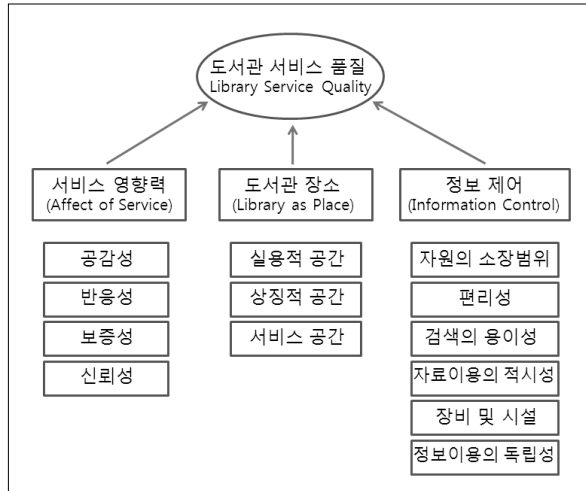 도서관 서비스 품질
Library Service Quality
서비스 영향력
(Affect of Service)
도서관 장소
(Library as Place)
정보 제어
(Information Control)
공감성
반응성
보증성
신뢰성
실용적 공간
상징적 공간
서비스 공간
자원의 소장범위
편리성
검색의 용이성
자료이용의 적시성
장비 및 시설
정보이용의 독립성